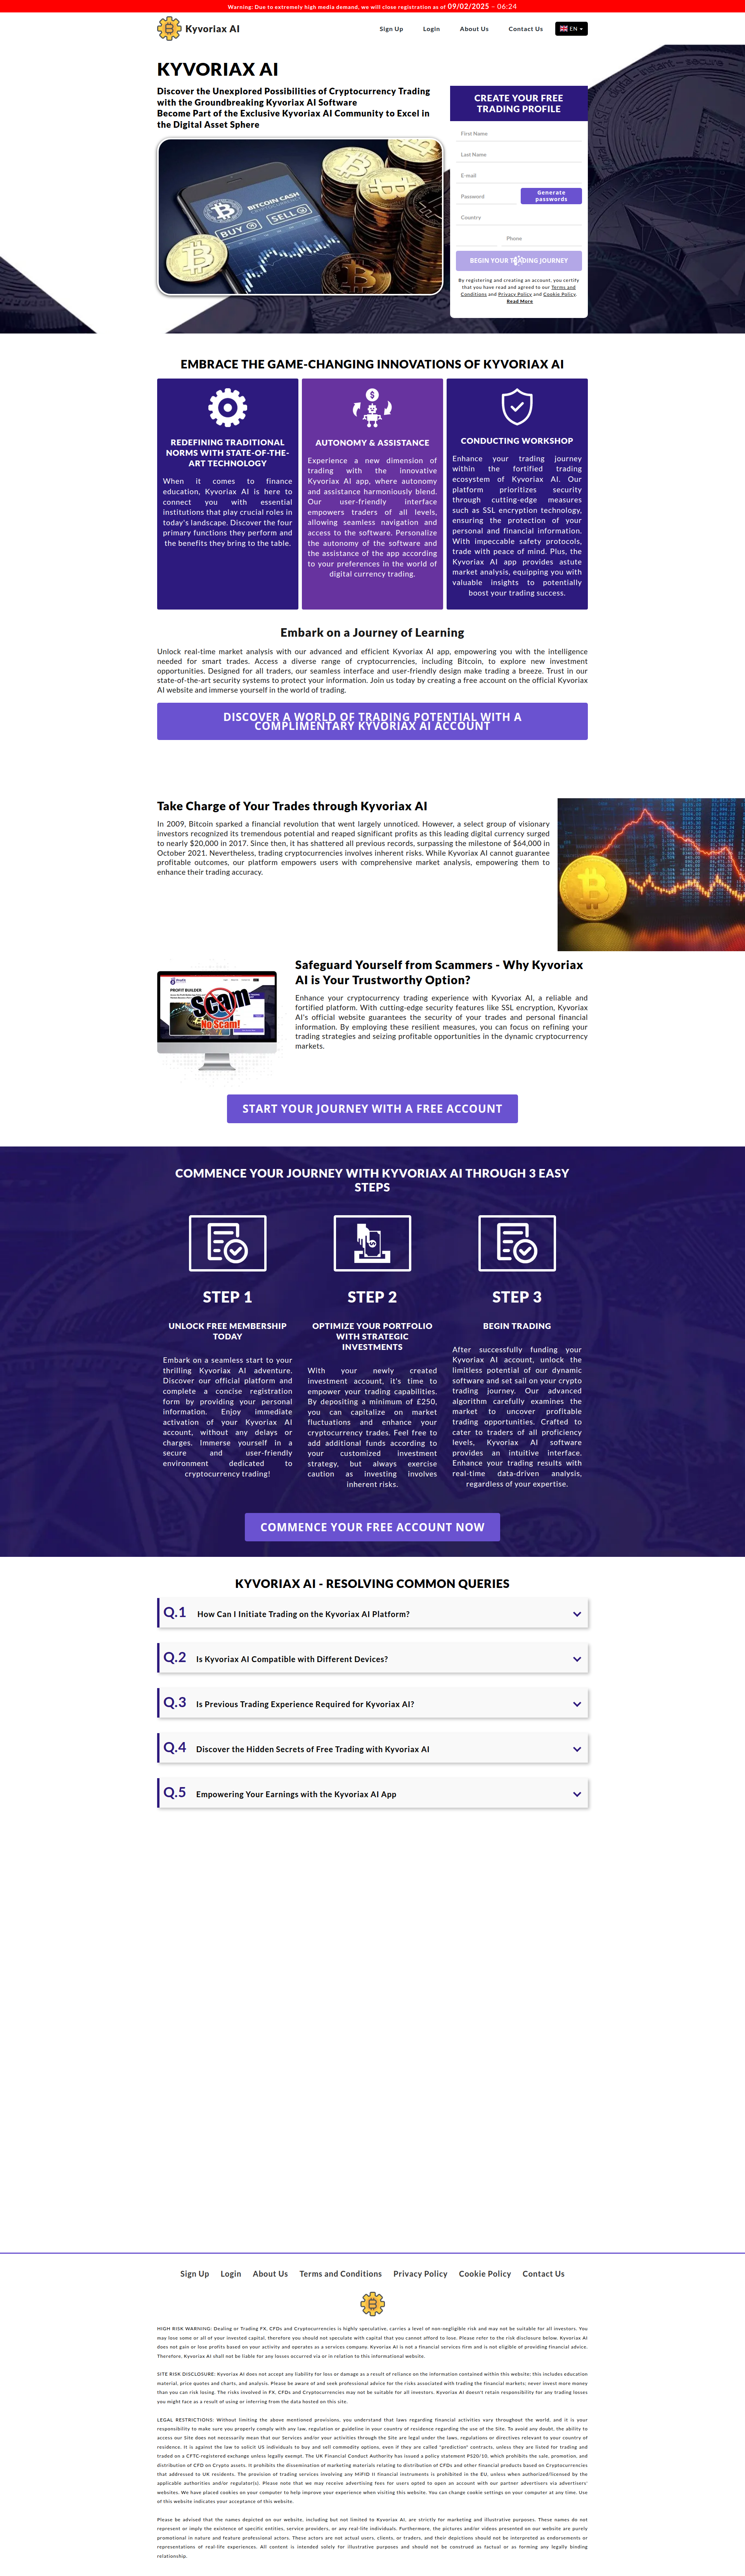 Warning: Due to extremely high media demand, we will close registration as of 09/02/2025 - 06:24
Kyvoriax AI
Sign Up
Login
About Us
Contact Us
EN
KYVORIAX AI
Discover the Unexplored Possibilities of Cryptocurrency Trading
with the Groundbreaking Kyvoriax AI Software
Become Part of the Exclusive Kyvoriax AI Community to Excel in
the Digital Asset Sphere
BITCOIN CASH
BUY
SELL
CREATE YOUR FREE
TRADING PROFILE
First Name
Last Name
E-mail
Password
Generate
passwords
Country
Phone
BEGIN YOUR TRADING JOURNEY
By registering and creating an account, you certify
that you have read and agreed to our Terms and
Conditions and Privacy Policy and Cookie Policy.
Read More
EMBRACE THE GAME-CHANGING INNOVATIONS OF KYVORIAX AI
REDEFINING TRADITIONAL
NORMS WITH STATE-OF-THE-
ART TECHNOLOGY
When it comes to finance
education, Kyvoriax AI is here to
connect you with essential
institutions that play crucial roles in
today's landscape. Discover the four
primary functions they perform and
the benefits they bring to the table.
AUTONOMY & ASSISTANCE
Experience a new dimension of
trading with the innovative
Kyvoriax AI app, where autonomy
and assistance harmoniously blend.
Our user-friendly interface
empowers traders of all levels,
allowing seamless navigation and
access to the software. Personalize
the autonomy of the software and
the assistance of the app according
to your preferences in the world of
digital currency trading.
CONDUCTING WORKSHOP
Enhance your trading journey
within the fortified trading
ecosystem of Kyvoriax AI. Our
platform prioritizes security
through cutting-edge measures
such as SSL encryption technology,
ensuring the protection of your
personal and financial information.
With impeccable safety protocols,
trade with peace of mind. Plus, the
Kyvoriax AI app provides astute
market analysis, equipping you with
valuable insights to potentially
boost your trading success.
Embark on a Journey of Learning
Unlock real-time market analysis with our advanced and efficient Kyvoriax AI app, empowering you with the intelligence
needed for smart trades. Access a diverse range of cryptocurrencies, including Bitcoin, to explore new investment
opportunities. Designed for all traders, our seamless interface and user-friendly design make trading a breeze. Trust in our
state-of-the-art security systems to protect your information. Join us today by creating a free account on the official Kyvoriax
AI website and immerse yourself in the world of trading.
DISCOVER A WORLD OF TRADING POTENTIAL WITH A
COMPLIMENTARY KYVORIAX AI ACCOUNT
Take Charge of Your Trades through Kyvoriax AI
In 2009, Bitcoin sparked a financial revolution that went largely unnoticed. However, a select group of visionary
investors recognized its tremendous potential and reaped significant profits as this leading digital currency surged
to nearly $20,000 in 2017. Since then, it has shattered all previous records, surpassing the milestone of $64,000 in
October 2021. Nevertheless, trading cryptocurrencies involves inherent risks. While Kyvoriax AI cannot guarantee
profitable outcomes, our platform empowers users with comprehensive market analysis, empowering them to
enhance their trading accuracy.
PROFIT BUILDER
SCAM
No Scam!
Safeguard Yourself from Scammers - Why Kyvoriax
AI is Your Trustworthy Option?
Enhance your cryptocurrency trading experience with Kyvoriax AI, a reliable and
fortified platform. With cutting-edge security features like SSL encryption, Kyvoriax
AI's official website guarantees the security of your trades and personal financial
information. By employing these resilient measures, you can focus on refining your
trading strategies and seizing profitable opportunities in the dynamic cryptocurrency
markets.
START YOUR JOURNEY WITH A FREE ACCOUNT
COMMENCE YOUR JOURNEY WITH KYVORIAX AI THROUGH 3 EASY
STEPS
STEP 1
UNLOCK FREE MEMBERSHIP
TODAY
Embark on a seamless start to your
thrilling Kyvoriax AI adventure.
Discover our official platform and
complete a concise registration
form by providing your personal
information. Enjoy immediate
activation of your Kyvoriax AI
account, without any delays or
charges. Immerse yourself in a
secure and user-friendly
environment dedicated to
cryptocurrency trading!
STEP 2
OPTIMIZE YOUR PORTFOLIO
WITH STRATEGIC
INVESTMENTS
With your newly created
investment account, it's time to
empower your trading capabilities.
By depositing a minimum of £250,
you can capitalize on market
fluctuations and enhance your
cryptocurrency trades. Feel free to
add additional funds according to
your customized investment
strategy, but always exercise
caution as investing involves
inherent risks.
STEP 3
BEGIN TRADING
After successfully funding your
Kyvoriax AI account, unlock the
limitless potential of our dynamic
software and set sail on your crypto
trading journey. Our advanced
algorithm carefully examines the
market to uncover profitable
trading opportunities. Crafted to
cater to traders of all proficiency
levels, Kyvoriax AI software
provides an intuitive interface.
Enhance your trading results with
real-time data-driven analysis,
regardless of your expertise.
COMMENCE YOUR FREE ACCOUNT NOW
KYVORIAX AI - RESOLVING COMMON QUERIES
Q.1 How Can I Initiate Trading on the Kyvoriax AI Platform?
Q.2 Is Kyvoriax AI Compatible with Different Devices?
Q.3 Is Previous Trading Experience Required for Kyvoriax AI?
Q.4 Discover the Hidden Secrets of Free Trading with Kyvoriax AI
Q.5 Empowering Your Earnings with the Kyvoriax AI App
Sign Up
Login
About Us
Terms and Conditions
Privacy Policy
Cookie Policy
Contact Us
HIGH RISK WARNING: Dealing or Trading FX, CFDs and Cryptocurrencies is highly speculative, carries a level of non-negligible risk and may not be suitable for all investors. You
may lose some or all of your invested capital, therefore you should not speculate with capital that you cannot afford to lose. Please refer to the risk disclosure below. Kyvoriax AI
does not gain or lose profits based on your activity and operates as a services company. Kyvoriax AI is not a financial services firm and is not eligible of providing financial advice.
Therefore, Kyvoriax AI shall not be liable for any losses occurred via or in relation to this informational website.
SITE RISK DISCLOSURE: Kyvoriax AI does not accept any liability for loss or damage as a result of reliance on the information contained within this website; this includes education
material, price quotes and charts, and analysis. Please be aware of and seek professional advice for the risks associated with trading the financial markets; never invest more money
than you can risk losing. The risks involved in FX, CFDs and Cryptocurrencies may not be suitable for all investors. Kyvoriax AI doesn't retain responsibility for any trading losses
you might face as a result of using or inferring from the data hosted on this site.
LEGAL RESTRICTIONS: Without limiting the above mentioned provisions, you understand that laws regarding financial activities vary throughout the world, and it is your
responsibility to make sure you properly comply with any law, regulation or guideline in your country of residence regarding the use of the Site. To avoid any doubt, the ability to
access our Site does not necessarily mean that our Services and/or your activities through the Site are legal under the laws, regulations or directives relevant to your country of
residence. It is against the law to solicit US individuals to buy and sell commodity options, even if they are called "prediction" contracts, unless they are listed for trading and
traded on a CFTC-registered exchange unless legally exempt. The UK Financial Conduct Authority has issued a policy statement PS20/10, which prohibits the sale, promotion, and
distribution of CFD on Crypto assets. It prohibits the dissemination of marketing materials relating to distribution of CFDs and other financial products based on Cryptocurrencies
that addressed to UK residents. The provision of trading services involving any MiFID II financial instruments is prohibited in the EU, unless when authorized/licensed by the
applicable authorities and/or regulator(s). Please note that we may receive advertising fees for users opted to open an account with our partner advertisers via advertisers'
websites. We have placed cookies on your computer to help improve your experience when visiting this website. You can change cookie settings on your computer at any time. Use
of this website indicates your acceptance of this website.
Please be advised that the names depicted on our website, including but not limited to Kyvoriax AI, are strictly for marketing and illustrative purposes. These names do not
represent or imply the existence of specific entities, service providers, or any real-life individuals. Furthermore, the pictures and/or videos presented on our website are purely
promotional in nature and feature professional actors. These actors are not actual users, clients, or traders, and their depictions should not be interpreted as endorsements or
representations of real-life experiences. All content is intended solely for illustrative purposes and should not be construed as factual or as forming any legally binding
relationship.